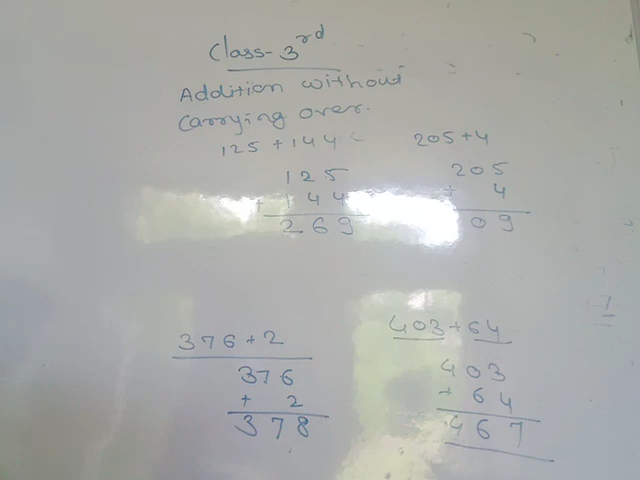 Class-3rd
Addition without
Carrying over.
125 + 144
125
+ 144
269
205 + 4
205
+ 4
09
376 + 2
376
+ 2
378
403 + 64
403
+ 64
467